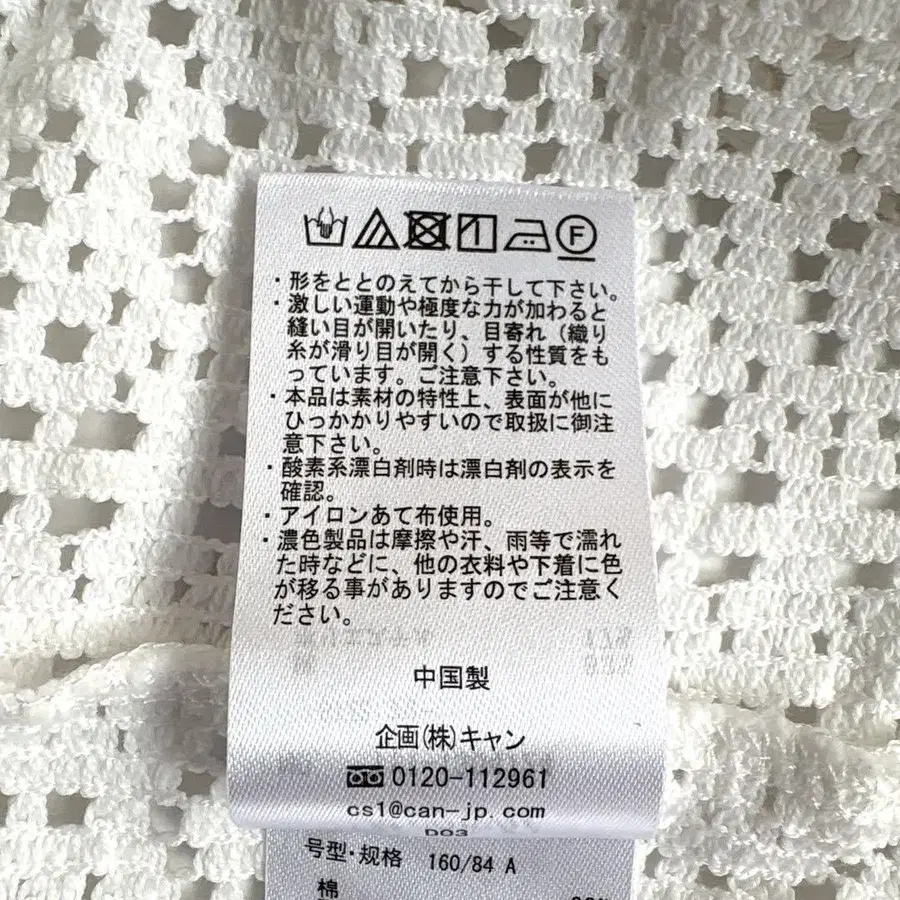 F
・形をととのえてから干して下さい。
・激しい運動や極度な力が加わると
縫い目が開いたり、目寄れ（織り
糸が滑り目が開く）する性質をも
っています。ご注意下さい。
・本品は素材の特性上、表面が他に
ひっかかりやすいので取扱に御注
意下さい。
・酸素系漂白剤時は漂白剤の表示を
確認。
・アイロンあて布使用。
・濃色製品は摩擦や汗、雨等で濡れ
た時などに、他の衣料や下着に色
が移る事がありますのでご注意く
ださい。
中国製
企画(株)キャン
0120-112961
cs1@can-jp.com
D03
号型・规格 160/84 A
棉